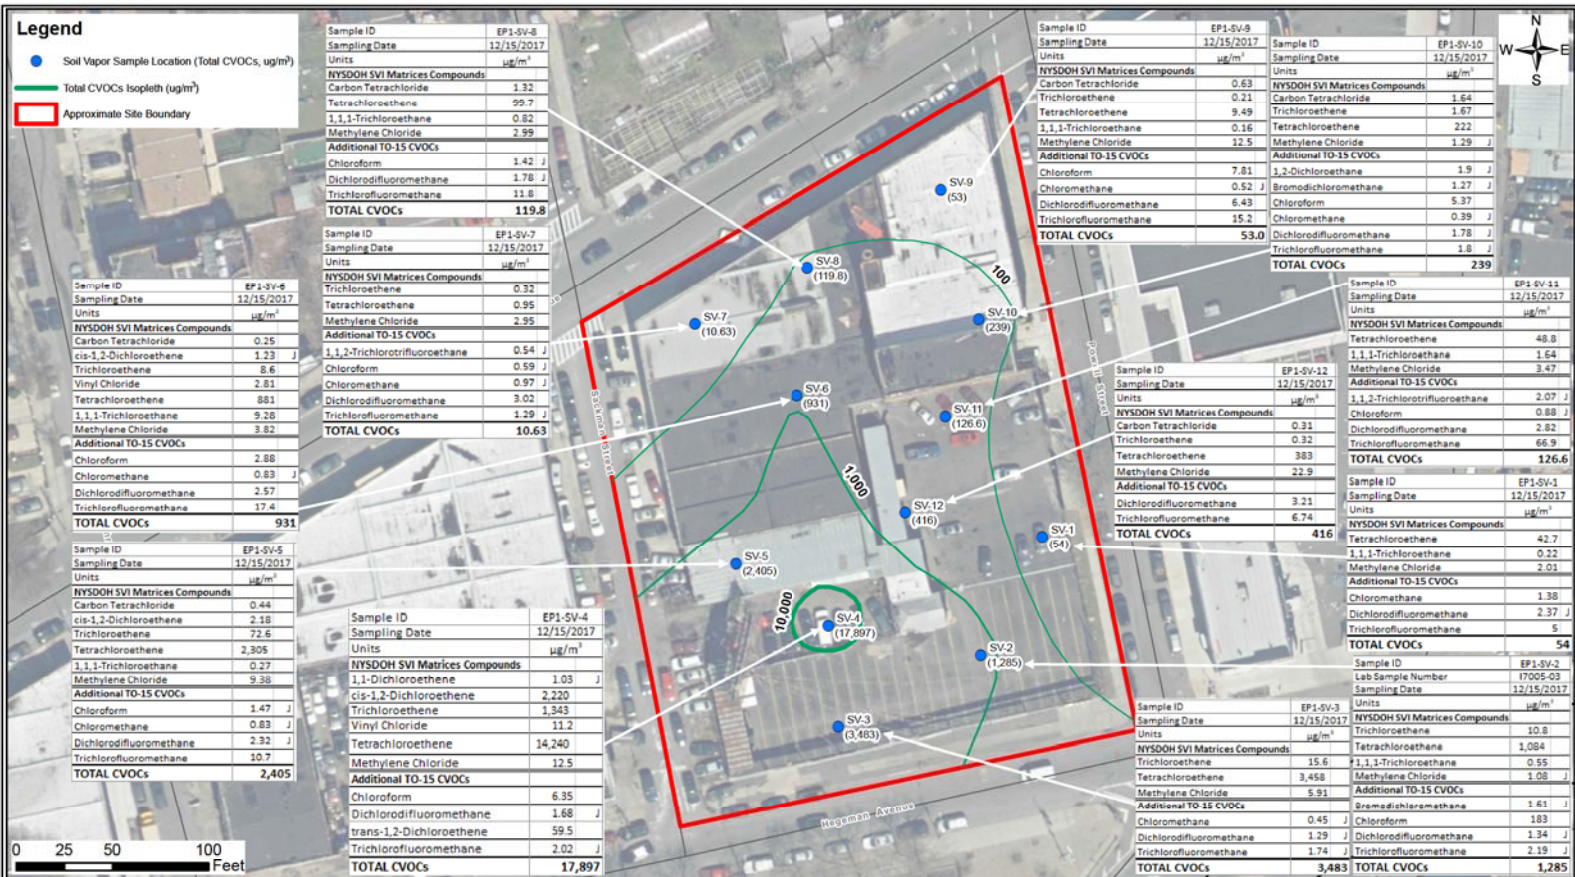 Legend
Soil Vapor Sample Location (Total CVOCs, ug/m³)
Total CVOCs Isopleth (ug/m³)
Approximate Site Boundary
Sample ID EP1-SV-8
Sampling Date 12/15/2017
Units µg/m³
NYSDOH SVI Matrices Compounds
Carbon Tetrachloride 1.32
Tetrachloroethene 99.7
1,1,1-Trichloroethane 0.82
Methylene Chloride 2.99
Additional TO-15 CVOCs
Chloroform 1.42 J
Dichlorodifluoromethane 1.78 J
Trichlorofluoromethane 11.8
TOTAL CVOCs 119.8
Sample ID EP1-SV-7
Sampling Date 12/15/2017
Units µg/m³
NYSDOH SVI Matrices Compounds
Trichloroethene 0.32
Tetrachloroethene 0.95
Methylene Chloride 2.95
Additional TO-15 CVOCs
1,1,2-Trichlorotrifluoroethane 0.54 J
Chloroform 0.59 J
Chloromethane 0.97 J
Dichlorodifluoromethane 3.02
Trichlorofluoromethane 1.29 J
TOTAL CVOCs 10.63
Sample ID EP1-SV-6
Sampling Date 12/15/2017
Units µg/m³
NYSDOH SVI Matrices Compounds
Carbon Tetrachloride 0.25
cis-1,2-Dichloroethene 1.23 J
Trichloroethene 8.6
Vinyl Chloride 2.81
Tetrachloroethene 881
1,1,1-Trichloroethane 9.28
Methylene Chloride 3.82
Additional TO-15 CVOCs
Chloroform 2.88
Chloromethane 0.83 J
Dichlorodifluoromethane 2.57
Trichlorofluoromethane 17.4
TOTAL CVOCs 931
Sample ID EP1-SV-5
Sampling Date 12/15/2017
Units µg/m³
NYSDOH SVI Matrices Compounds
Carbon Tetrachloride 0.44
cis-1,2-Dichloroethene 2.18
Trichloroethene 72.6
Tetrachloroethene 2,305
1,1,1-Trichloroethane 0.27
Methylene Chloride 9.38
Additional TO-15 CVOCs
Chloroform 1.47 J
Chloromethane 0.83 J
Dichlorodifluoromethane 2.32 J
Trichlorofluoromethane 10.7
TOTAL CVOCs 2,405
Sample ID EP1-SV-4
Sampling Date 12/15/2017
Units µg/m³
NYSDOH SVI Matrices Compounds
1,1-Dichloroethene 1.03 J
cis-1,2-Dichloroethene 2,220
Trichloroethene 1,343
Vinyl Chloride 11.2
Tetrachloroethene 14,240
Methylene Chloride 12.5
Additional TO-15 CVOCs
Chloroform 6.35
Dichlorodifluoromethane 1.68 J
trans-1,2-Dichloroethene 59.5
Trichlorofluoromethane 2.02 J
TOTAL CVOCs 17,897
Sample ID EP1-SV-9
Sampling Date 12/15/2017
Units µg/m³
NYSDOH SVI Matrices Compounds
Carbon Tetrachloride 0.63
Trichloroethene 0.21
Tetrachloroethene 9.49
1,1,1-Trichloroethane 0.16
Methylene Chloride 12.5
Additional TO-15 CVOCs
Chloroform 7.81
Chloromethane 0.52 J
Dichlorodifluoromethane 6.43
Trichlorofluoromethane 15.2
TOTAL CVOCs 53.0
Sample ID EP1-SV-10
Sampling Date 12/15/2017
Units µg/m³
NYSDOH SVI Matrices Compounds
Carbon Tetrachloride 1.64
Trichloroethene 1.67
Tetrachloroethene 222
Methylene Chloride 1.29 J
Additional TO-15 CVOCs
1,2-Dichloroethane 1.9 J
Bromodichloromethane 1.27 J
Chloroform 5.37
Chloromethane 0.39 J
Dichlorodifluoromethane 1.78 J
Trichlorofluoromethane 1.8 J
TOTAL CVOCs 239
Sample ID EP1-SV-11
Sampling Date 12/15/2017
Units µg/m³
NYSDOH SVI Matrices Compounds
Tetrachloroethene 48.8
1,1,1-Trichloroethane 1.64
Methylene Chloride 3.47
Additional TO-15 CVOCs
1,1,2-Trichlorotrifluoroethane 2.07 J
Chloroform 0.88 J
Dichlorodifluoromethane 2.82
Trichlorofluoromethane 66.9
TOTAL CVOCs 126.6
Sample ID EP1-SV-12
Sampling Date 12/15/2017
Units µg/m³
NYSDOH SVI Matrices Compounds
Carbon Tetrachloride 0.31
Trichloroethene 0.32
Tetrachloroethene 383
Methylene Chloride 22.9
Additional TO-15 CVOCs
Dichlorodifluoromethane 3.21
Trichlorofluoromethane 6.74
TOTAL CVOCs 416
Sample ID EP1-SV-1
Sampling Date 12/15/2017
Units µg/m³
NYSDOH SVI Matrices Compounds
Tetrachloroethene 42.7
1,1,1-Trichloroethane 0.22
Methylene Chloride 2.01
Additional TO-15 CVOCs
Chloromethane 1.38
Dichlorodifluoromethane 2.37 J
Trichlorofluoromethane 5
TOTAL CVOCs 54
Sample ID EP1-SV-2
Lab Sample Number I7005-03
Sampling Date 12/15/2017
Units µg/m³
NYSDOH SVI Matrices Compounds
Trichloroethene 10.8
Tetrachloroethene 1,084
1,1,1-Trichloroethane 0.55
Methylene Chloride 1.08 J
Additional TO-15 CVOCs
Bromodichloromethane 1.61 J
Chloroform 183
Dichlorodifluoromethane 1.34 J
Trichlorofluoromethane 2.19 J
TOTAL CVOCs 1,285
Sample ID EP1-SV-3
Sampling Date 12/15/2017
Units µg/m³
NYSDOH SVI Matrices Compounds
Trichloroethene 15.6
Tetrachloroethene 3,458
Methylene Chloride 5.91
Additional TO-15 CVOCs
Chloromethane 0.45 J
Dichlorodifluoromethane 1.29 J
Trichlorofluoromethane 1.74 J
TOTAL CVOCs 3,483
N
W E
S
SV-9
(53)
SV-8
(119.8)
100
SV-7
(10.63)
SV-10
(239)
SV-6
(931)
SV-11
(126.6)
Sackman Street
Powell Street
1,000
SV-12
(416)
SV-1
(54)
SV-5
(2,405)
10,000
SV-4
(17,897)
SV-2
(1,285)
SV-3
(3,483)
Hegeman Avenue
0 25 50 100
Feet